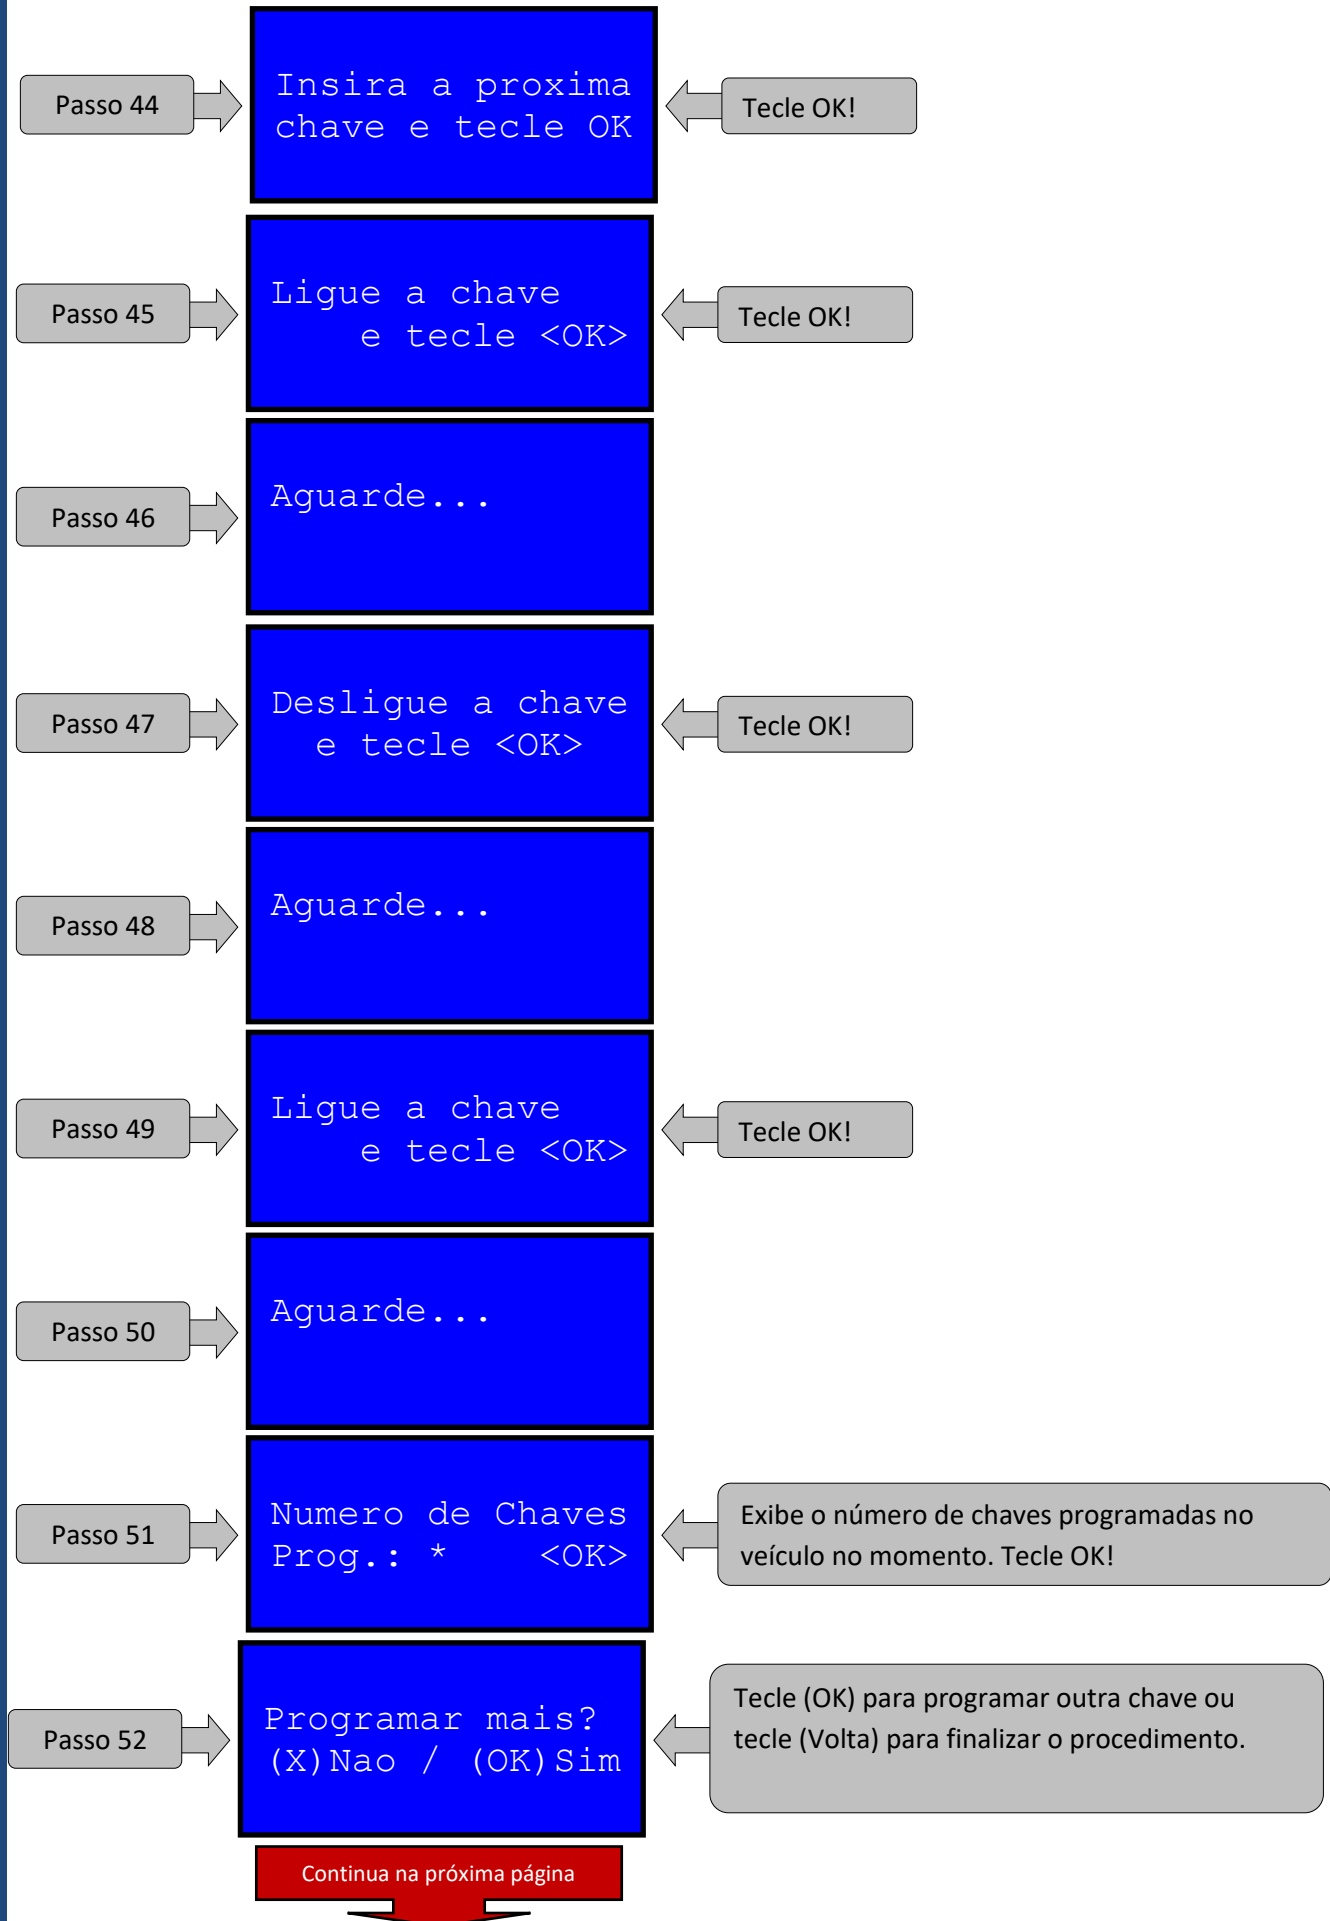 Passo 44
Insira a proxima
chave e tecle OK
Tecle OK!
Passo 45
Ligue a chave
e tecle <OK>
Tecle OK!
Passo 46
Aguarde...
Passo 47
Desligue a chave
e tecle <OK>
Tecle OK!
Passo 48
Aguarde...
Passo 49
Ligue a chave
e tecle <OK>
Tecle OK!
Passo 50
Aguarde...
Passo 51
Numero de Chaves
Prog.: * <OK>
Exibe o número de chaves programadas no
veículo no momento. Tecle OK!
Passo 52
Programar mais?
(X)Nao / (OK)Sim
Tecle (OK) para programar outra chave ou
tecle (Volta) para finalizar o procedimento.
Continua na próxima página